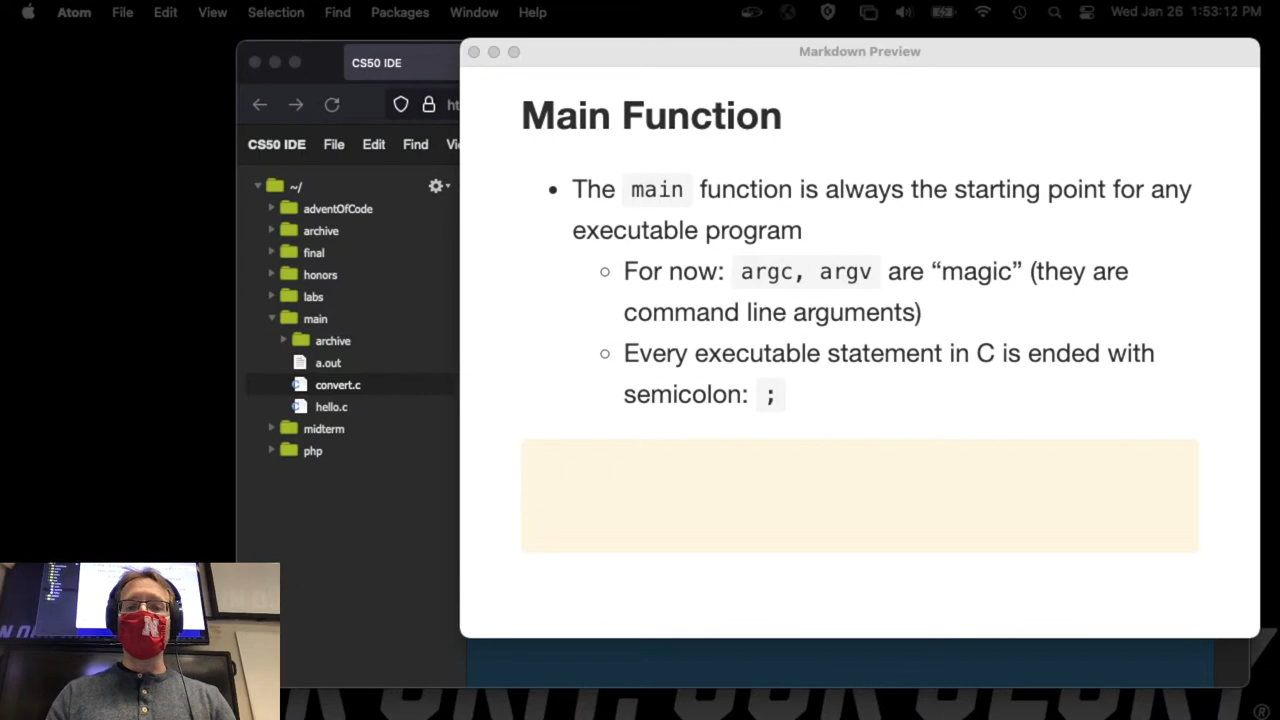 Atom File Edit View Selection Find Packages Window Help Wed Jan 26 1:53:12 PM
Markdown Preview
CS50 IDE
CS50 IDE File Edit Find
~/
adventOfCode
archive
final
honors
labs
main
archive
a.out
convert.c
hello.c
midterm
php
Main Function
• The main function is always the starting point for any
executable program
◦ For now: argc, argv are “magic” (they are
command line arguments)
◦ Every executable statement in C is ended with
semicolon: ;
N